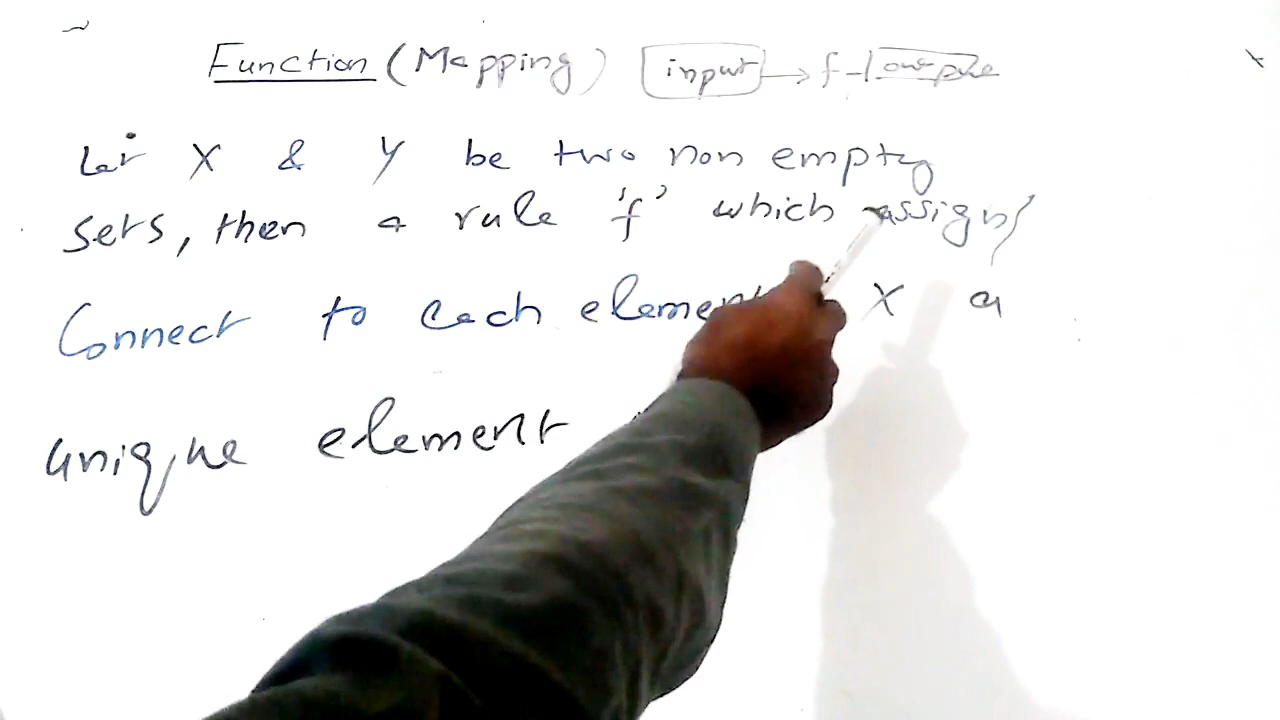 Function (Mapping) input → f - output
Let X & Y be two non empty
sets, then a rule 'f' which assign/
Connect to each element X a
unique element